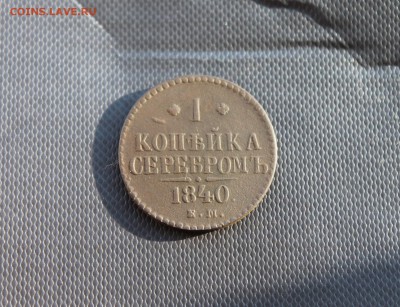 COINS.LAVE.RU
1
КОПѢЙКА
СЕРЕБРОМЪ
1840
Е.М.